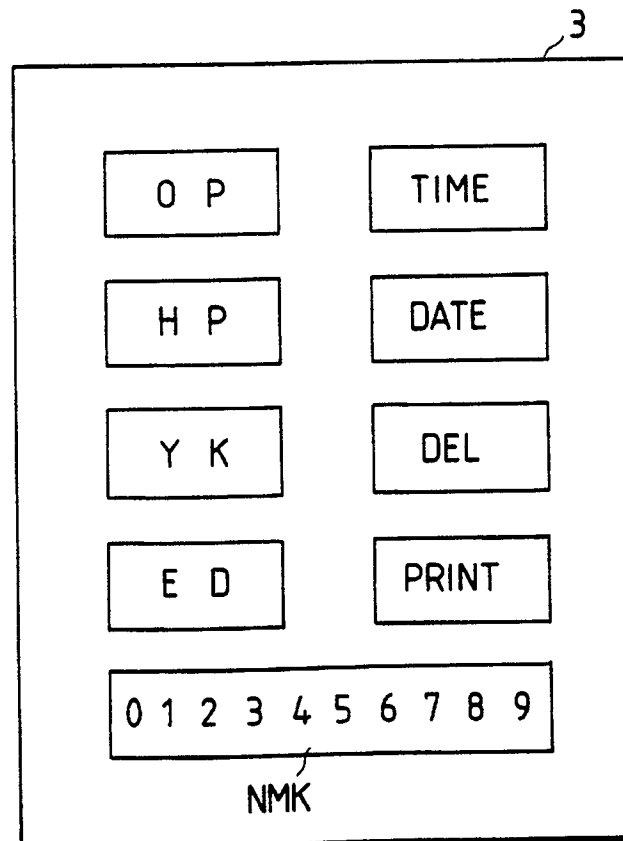 3
O P TIME
H P DATE
Y K DEL
E D PRINT
0 1 2 3 4 5 6 7 8 9
NMK